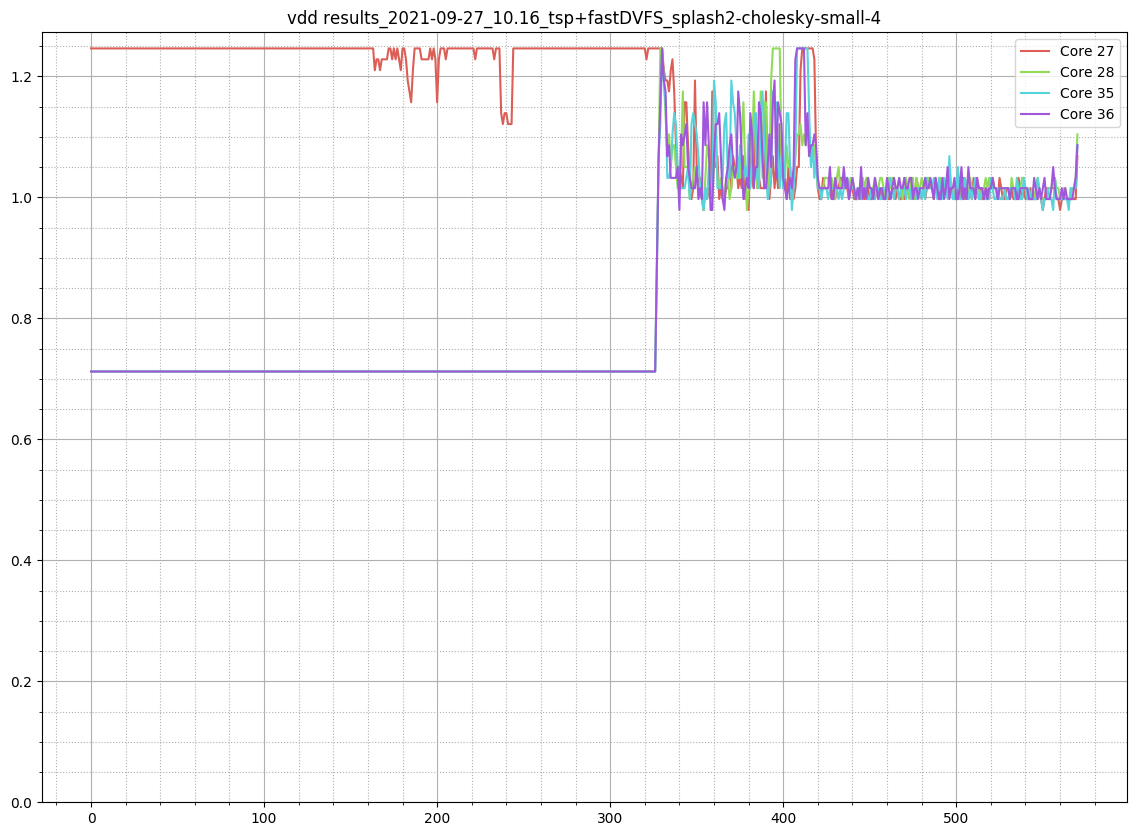 vdd results_2021-09-27_10.16_tsp+fastDVFS_splash2-cholesky-small-4
Core 27
Core 28
Core 35
Core 36
1.2
1.0
0.8
0.6
0.4
0.2
0.0
0 100 200 300 400 500